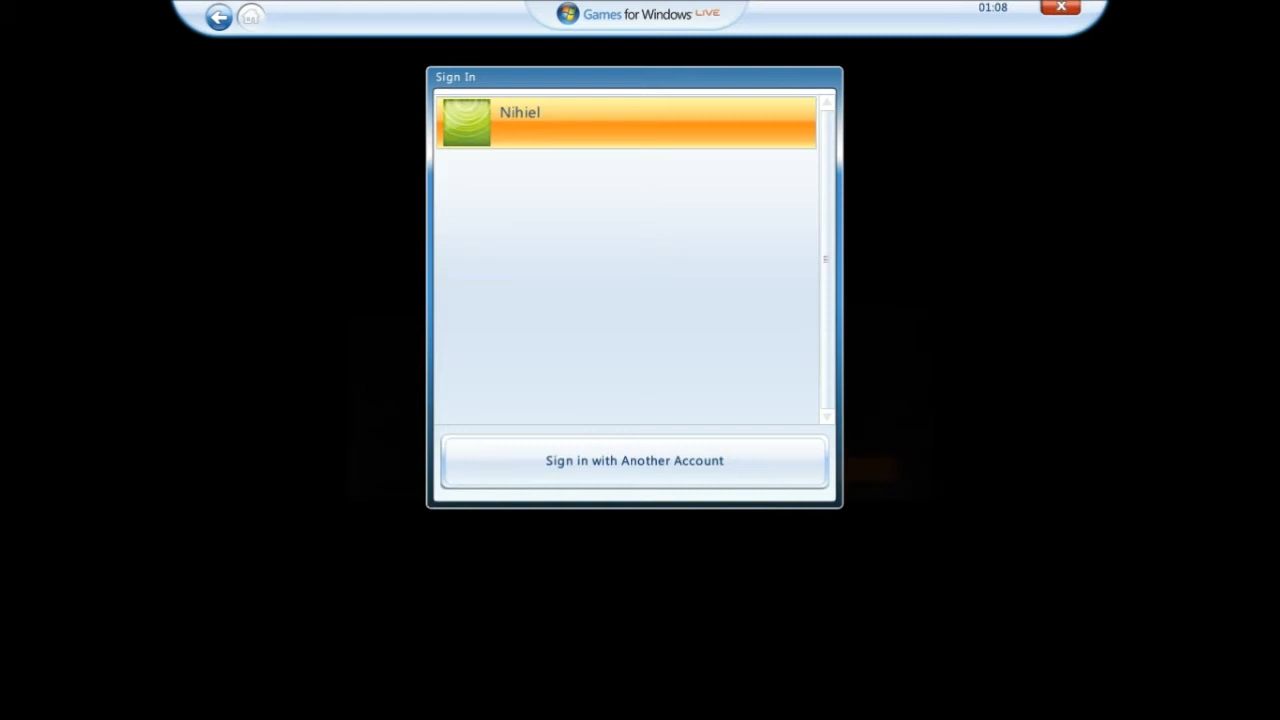 Games for Windows LIVE
01:08
Sign In
Nihiel
Sign in with Another Account